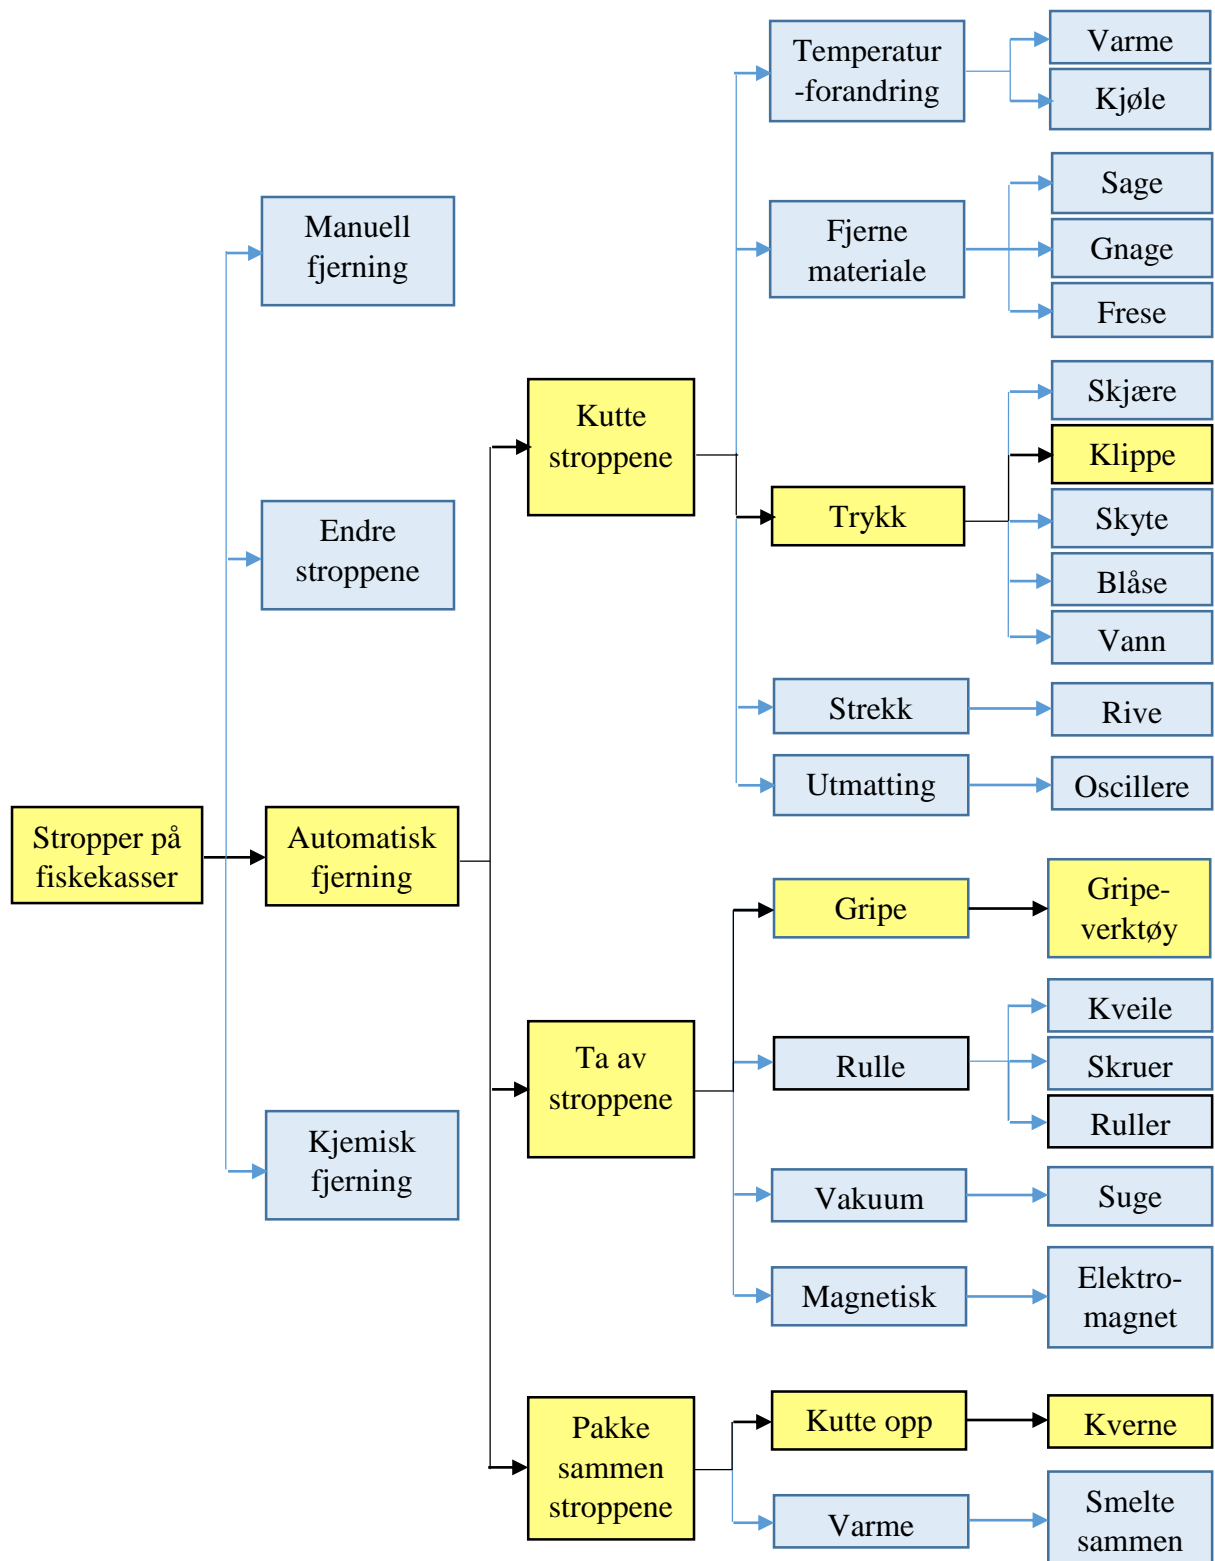 Temperatur
-forandring
Varme
Kjøle
Manuell
fjerning
Fjerne
materiale
Sage
Gnage
Frese
Kutte
stroppene
Skjære
Klippe
Trykk
Skyte
Blåse
Vann
Endre
stroppene
Strekk
Rive
Utmatting
Oscillere
Stropper på
fiskekasser
Automatisk
fjerning
Gripe
Gripe-
verktøy
Ta av
stroppene
Rulle
Kveile
Skruer
Ruller
Kjemisk
fjerning
Vakuum
Suge
Magnetisk
Elektro-
magnet
Pakke
sammen
stroppene
Kutte opp
Kverne
Varme
Smelte
sammen